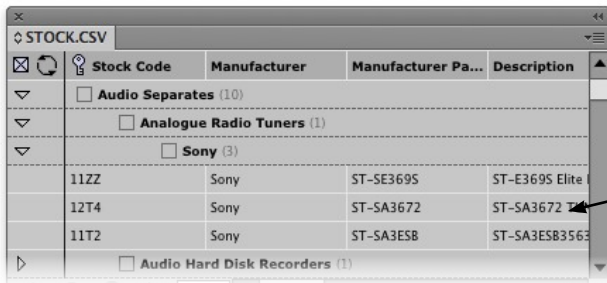 STOCK.CSV
Stock Code Manufacturer Manufacturer Pa... Description
Audio Separates (10)
Analogue Radio Tuners (1)
Sony (3)
11ZZ Sony ST-SE369S ST-E369S Elite
12T4 Sony ST-SA3672 ST-SA3672
11T2 Sony ST-SA3ESB ST-SA3ESB3563
Audio Hard Disk Recorders (1)